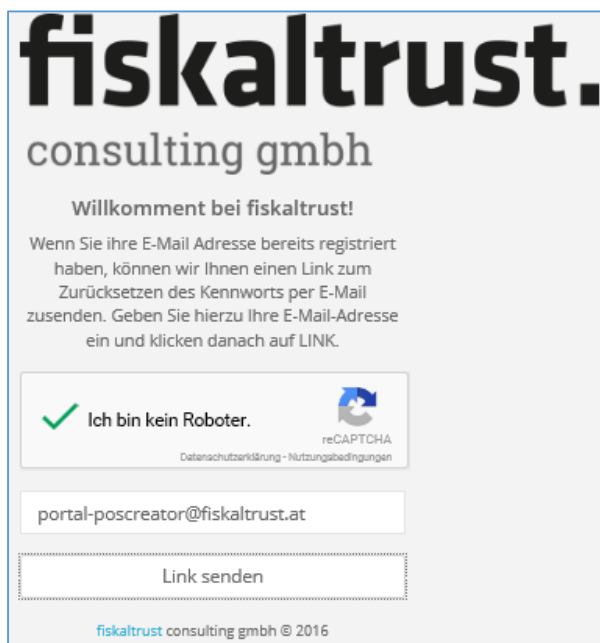 fiskaltrust.
consulting gmbh
Willkomment bei fiskaltrust!
Wenn Sie ihre E-Mail Adresse bereits registriert
haben, können wir Ihnen einen Link zum
Zurücksetzen des Kennworts per E-Mail
zusenden. Geben Sie hierzu Ihre E-Mail-Adresse
ein und klicken danach auf LINK.
Ich bin kein Roboter.
reCAPTCHA
Datenschutzerklärung - Nutzungsbedingungen
portal-poscreator@fiskaltrust.at
Link senden
fiskaltrust consulting gmbh © 2016